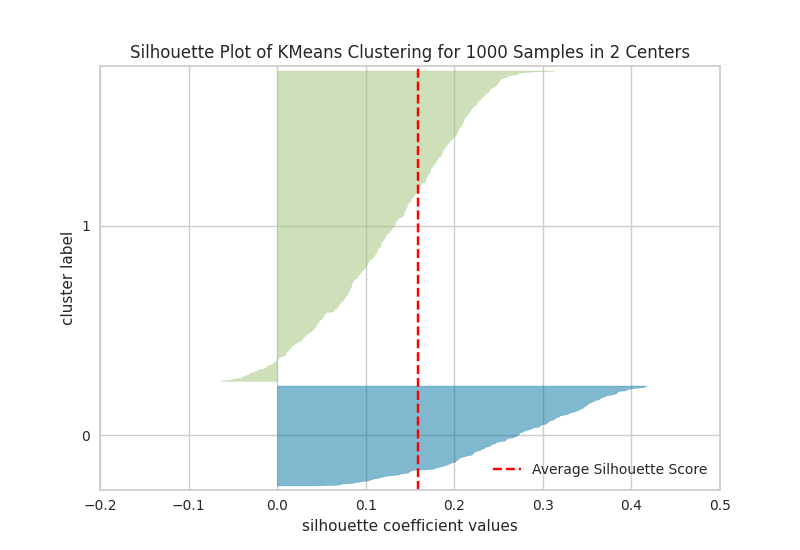 Silhouette Plot of KMeans Clustering for 1000 Samples in 2 Centers
cluster label
1
0
Average Silhouette Score
−0.2
−0.1
0.0
0.1
0.2
0.3
0.4
0.5
silhouette coefficient values